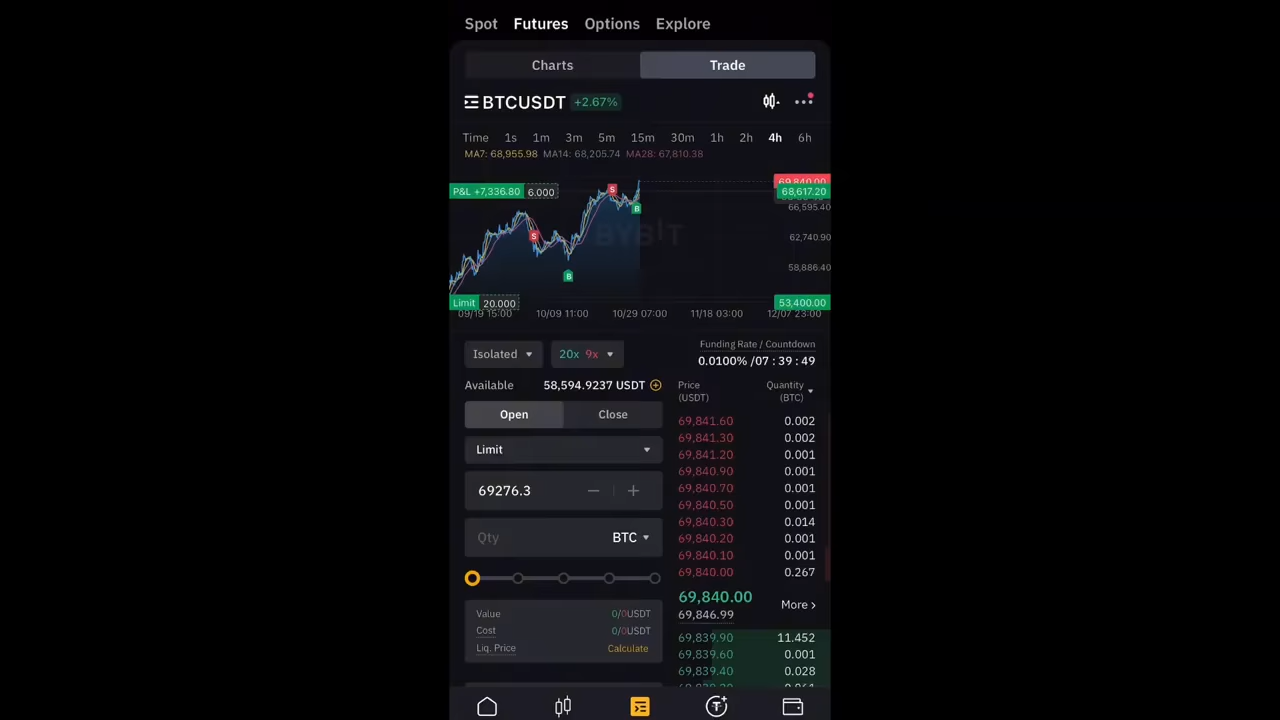 Spot Futures Options Explore
Charts Trade
BTCUSDT +2.67%
Time 1s 1m 3m 5m 15m 30m 1h 2h 4h 6h
MA7: 68,955.98 MA14: 68,205.74 MA28: 67,810.38
69,840.00
P&L +7,336.80 6.000 68,617.20
S
B
66,595.40
S
BYBIT
62,740.90
B
58,886.40
Limit 20.000 53,400.00
09/19 15:00 10/09 11:00 10/29 07:00 11/18 03:00 12/07 23:00
Isolated 20x 9x
Funding Rate / Countdown
0.0100% /07 : 39 : 49
Available 58,594.9237 USDT
Price (USDT) Quantity (BTC)
Open Close
Limit
69276.3
Qty BTC
Value 0/0USDT
Cost 0/0USDT
Liq. Price Calculate
69,841.60 0.002
69,841.30 0.002
69,841.20 0.001
69,840.90 0.001
69,840.70 0.001
69,840.50 0.001
69,840.30 0.014
69,840.20 0.001
69,840.10 0.001
69,840.00 0.267
69,840.00
69,846.99 More
69,839.90 11.452
69,839.60 0.001
69,839.40 0.028